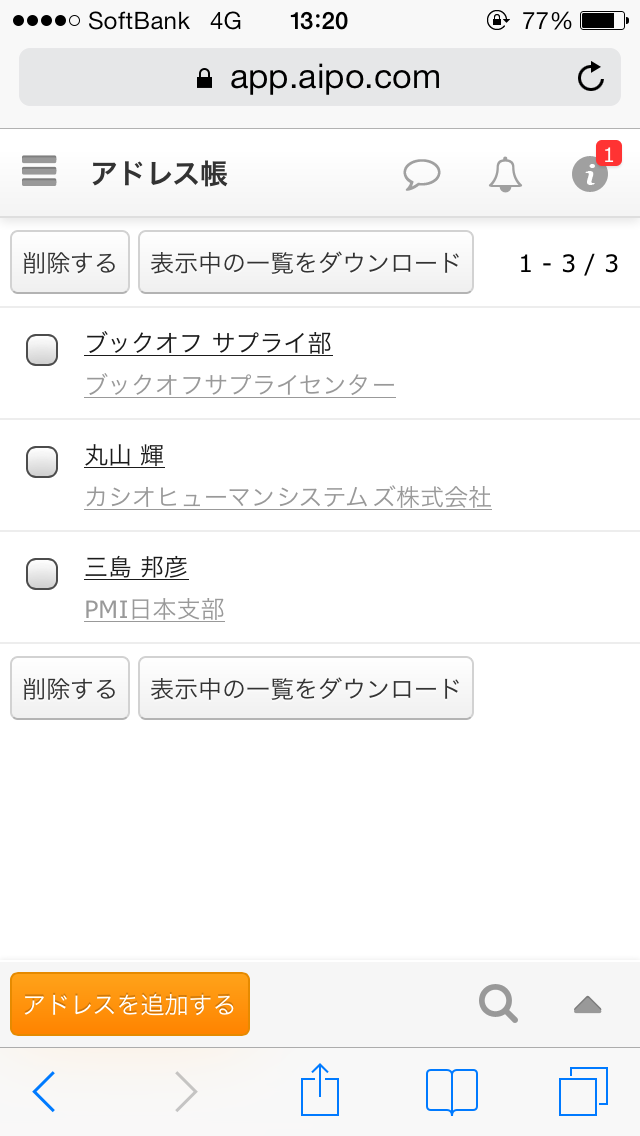 SoftBank 4G 13:20 77%
app.aipo.com
アドレス帳 1
削除する 表示中の一覧をダウンロード 1 - 3 / 3
ブックオフ サプライ部
ブックオフサプライセンター
丸山 輝
カシオヒューマンシステムズ株式会社
三島 邦彦
PMI日本支部
削除する 表示中の一覧をダウンロード
アドレスを追加する